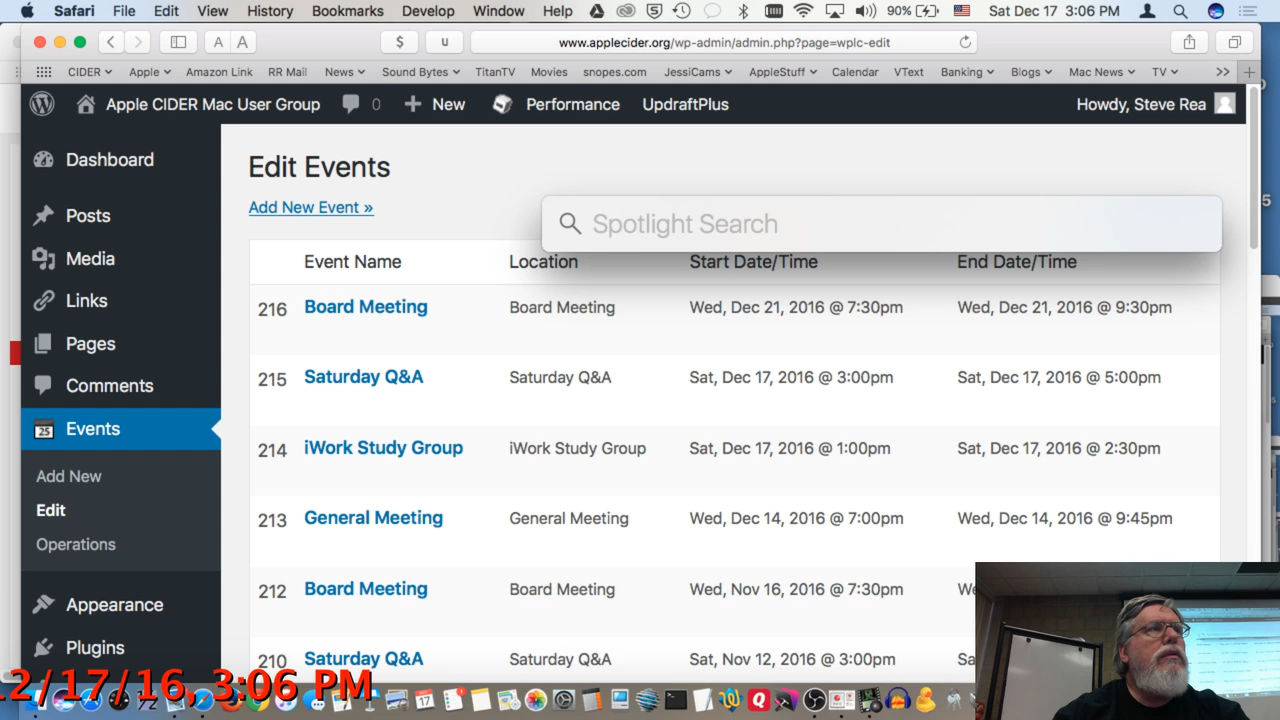 Safari File Edit View History Bookmarks Develop Window Help 90% Sat Dec 17 3:06 PM
A A $ u www.applecider.org/wp-admin/admin.php?page=wplc-edit
CIDER Apple Amazon Link RR Mail News Sound Bytes TitanTV Movies snopes.com JessiCams AppleStuff Calendar VText Banking Blogs Mac News TV >> +
Apple CIDER Mac User Group 0 New Performance UpdraftPlus Howdy, Steve Rea
Dashboard
Posts
Media
Links
Pages
Comments
25 Events
Add New
Edit
Operations
Appearance
Plugins
Edit Events
Add New Event »
Spotlight Search
Event Name Location Start Date/Time End Date/Time
216 Board Meeting Board Meeting Wed, Dec 21, 2016 @ 7:30pm Wed, Dec 21, 2016 @ 9:30pm
215 Saturday Q&A Saturday Q&A Sat, Dec 17, 2016 @ 3:00pm Sat, Dec 17, 2016 @ 5:00pm
214 iWork Study Group iWork Study Group Sat, Dec 17, 2016 @ 1:00pm Sat, Dec 17, 2016 @ 2:30pm
213 General Meeting General Meeting Wed, Dec 14, 2016 @ 7:00pm Wed, Dec 14, 2016 @ 9:45pm
212 Board Meeting Board Meeting Wed, Nov 16, 2016 @ 7:30pm We
210 Saturday Q&A Saturday Q&A Sat, Nov 12, 2016 @ 3:00pm Sa
2/17/16, 3:06 PM
17